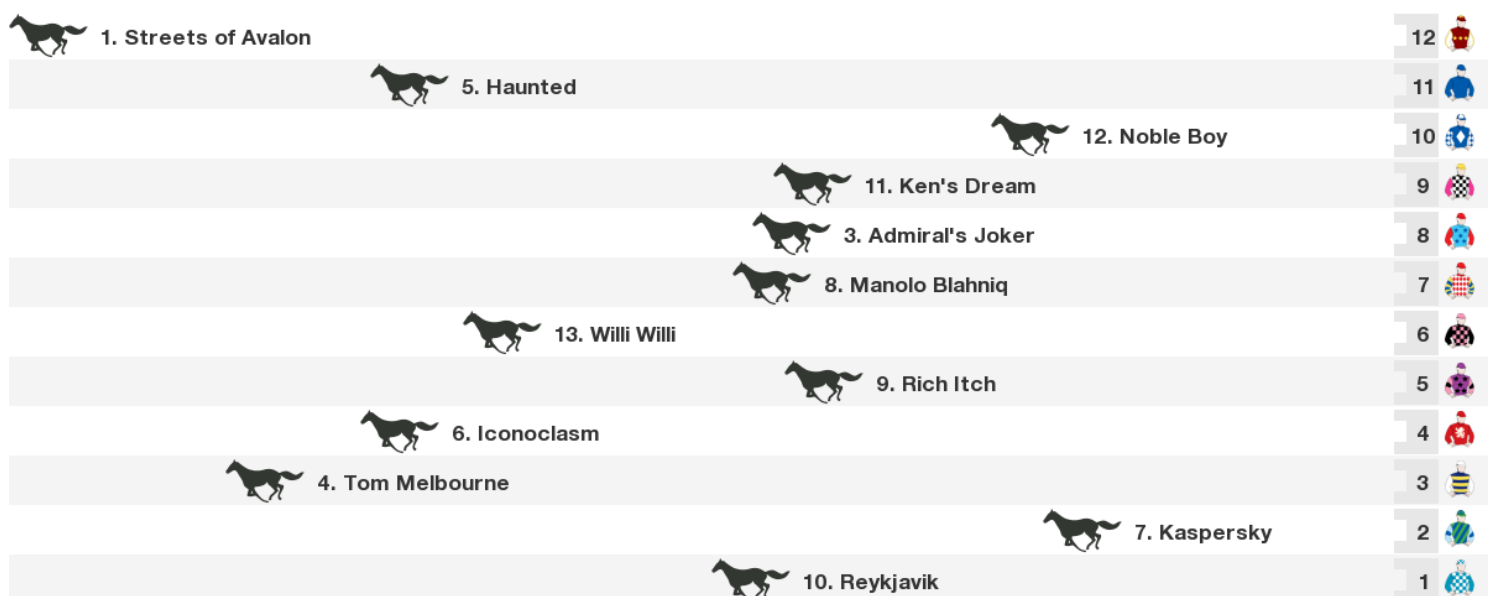 1. Streets of Avalon 12
5. Haunted 11
12. Noble Boy 10
11. Ken's Dream 9
3. Admiral's Joker 8
8. Manolo Blahniq 7
13. Willi Willi 6
9. Rich Itch 5
6. Iconoclasm 4
4. Tom Melbourne 3
7. Kaspersky 2
10. Reykjavik 1